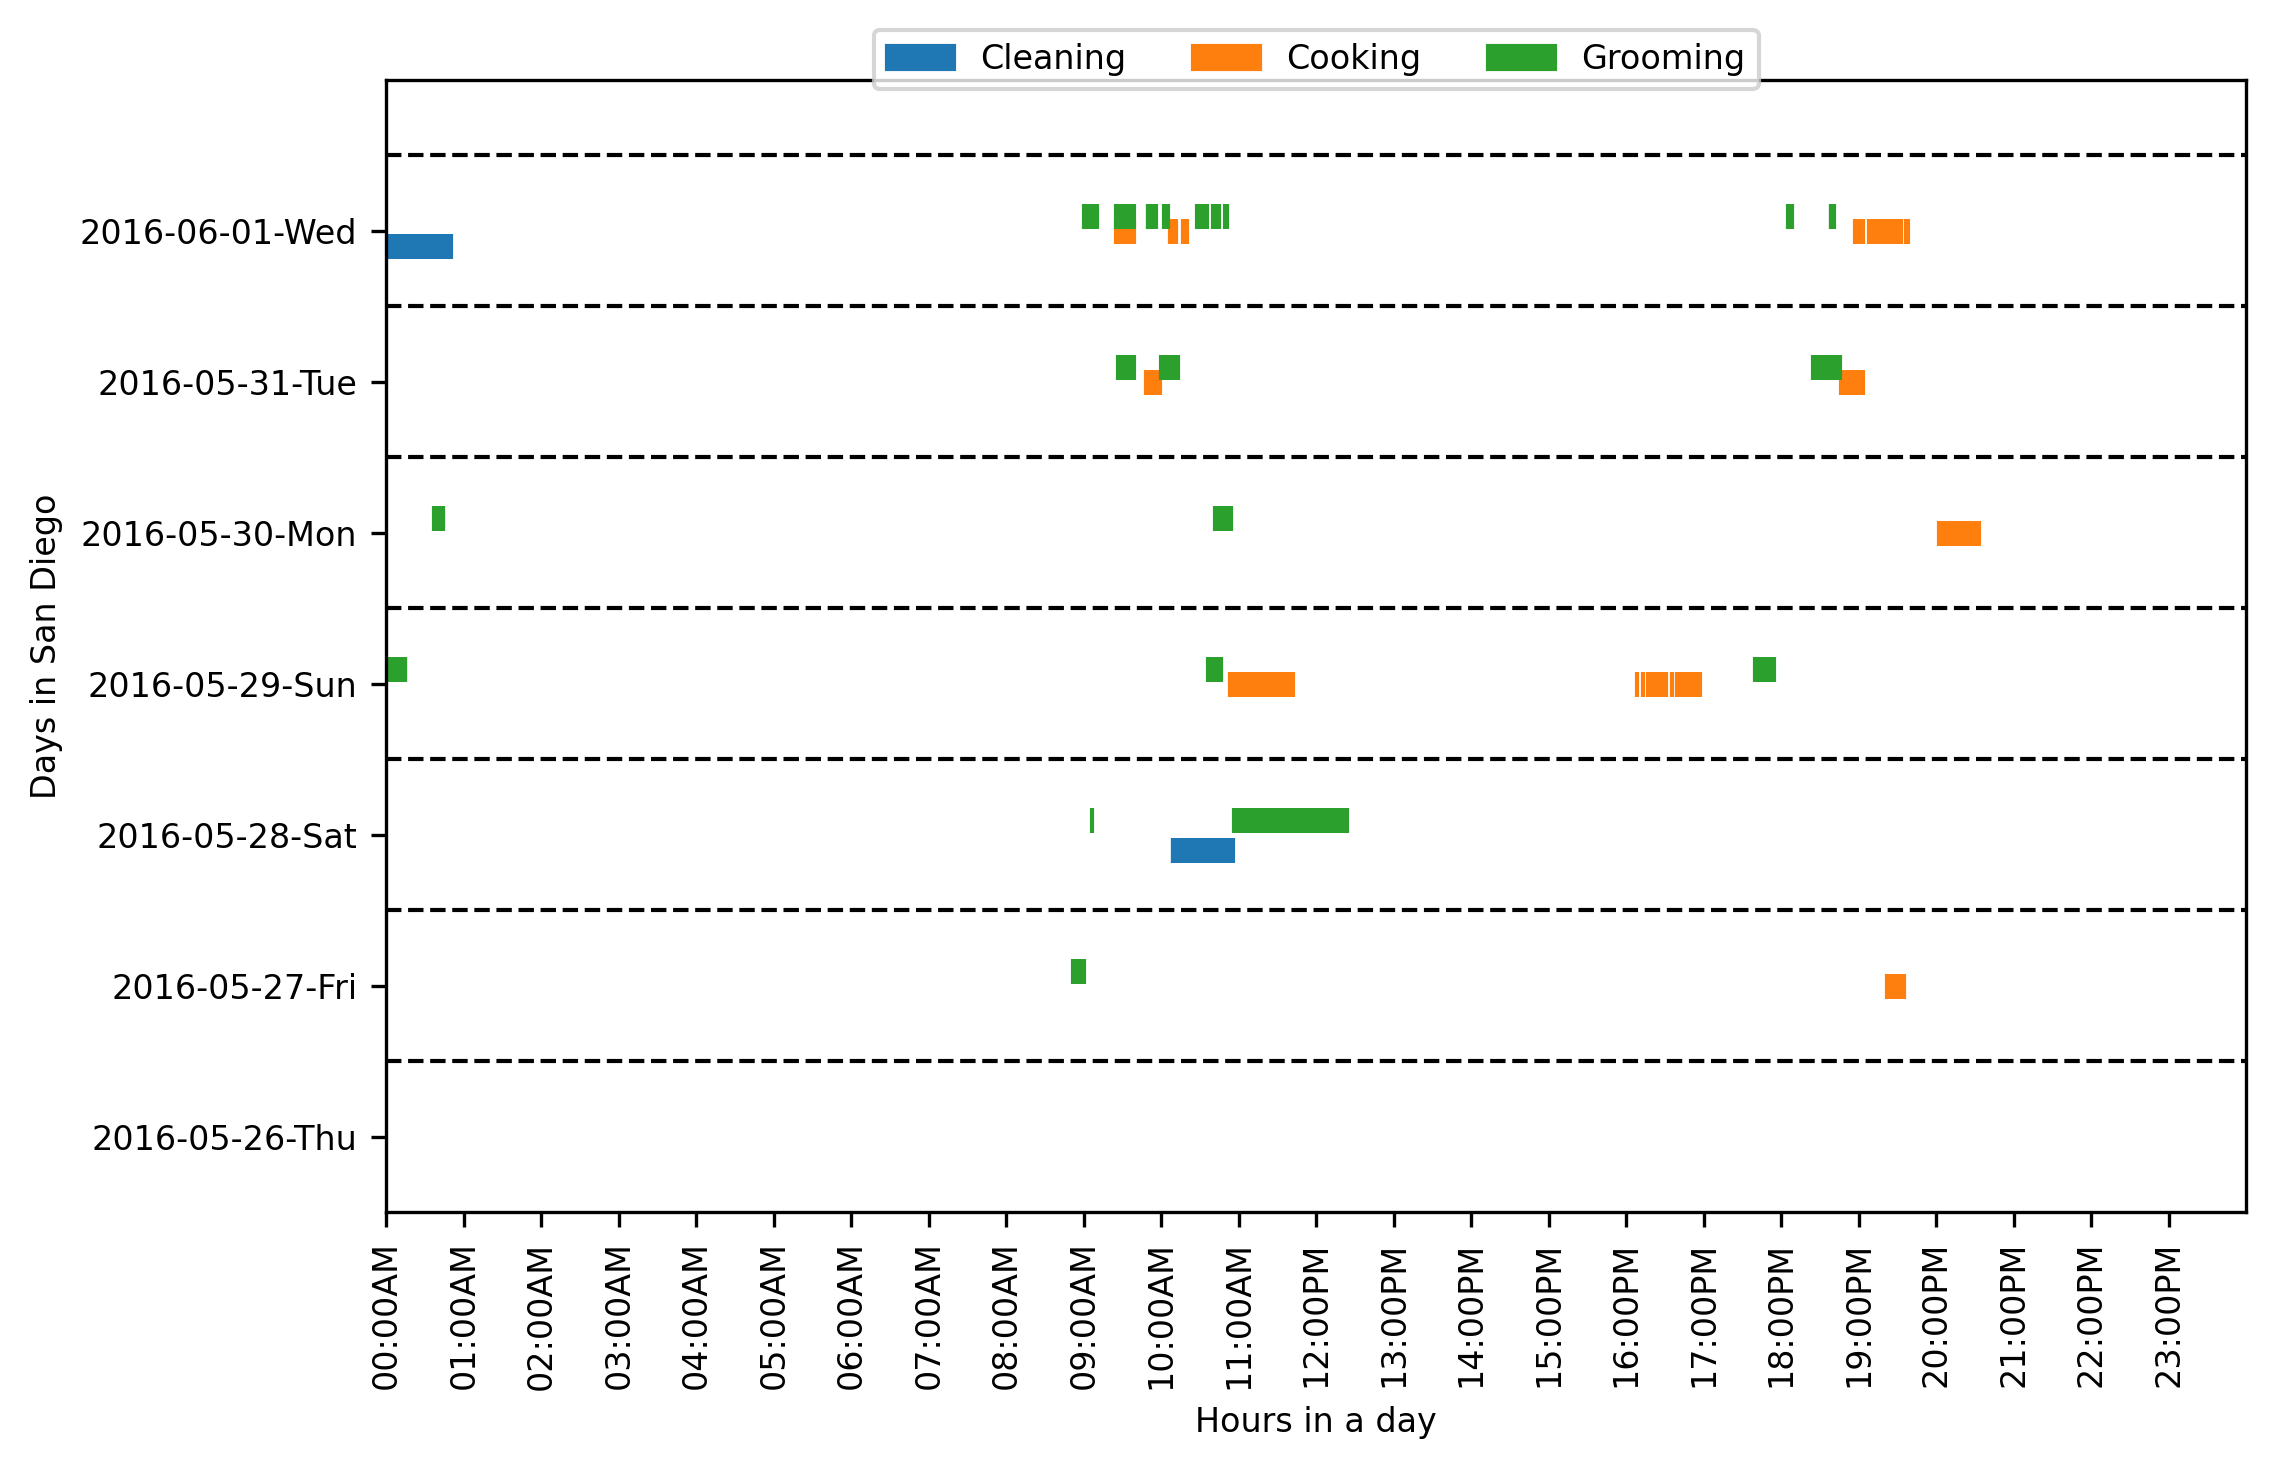 Cleaning Cooking Grooming
Days in San Diego
2016-06-01-Wed
2016-05-31-Tue
2016-05-30-Mon
2016-05-29-Sun
2016-05-28-Sat
2016-05-27-Fri
2016-05-26-Thu
00:00AM
01:00AM
02:00AM
03:00AM
04:00AM
05:00AM
06:00AM
07:00AM
08:00AM
09:00AM
10:00AM
11:00AM
12:00PM
13:00PM
14:00PM
15:00PM
16:00PM
17:00PM
18:00PM
19:00PM
20:00PM
21:00PM
22:00PM
23:00PM
Hours in a day